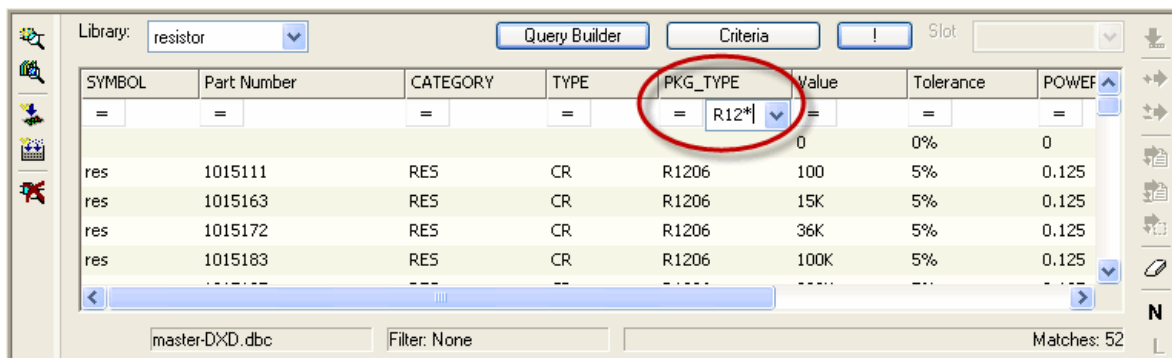 Library: resistor Query Builder Criteria ! Slot
SYMBOL Part Number CATEGORY TYPE PKG_TYPE Value Tolerance POWER
= = = = = R12* = = =
0 0% 0
res 1015111 RES CR R1206 100 5% 0.125
res 1015163 RES CR R1206 15K 5% 0.125
res 1015172 RES CR R1206 36K 5% 0.125
res 1015183 RES CR R1206 100K 5% 0.125
N
master-DXD.dbc Filter: None Matches: 52
L